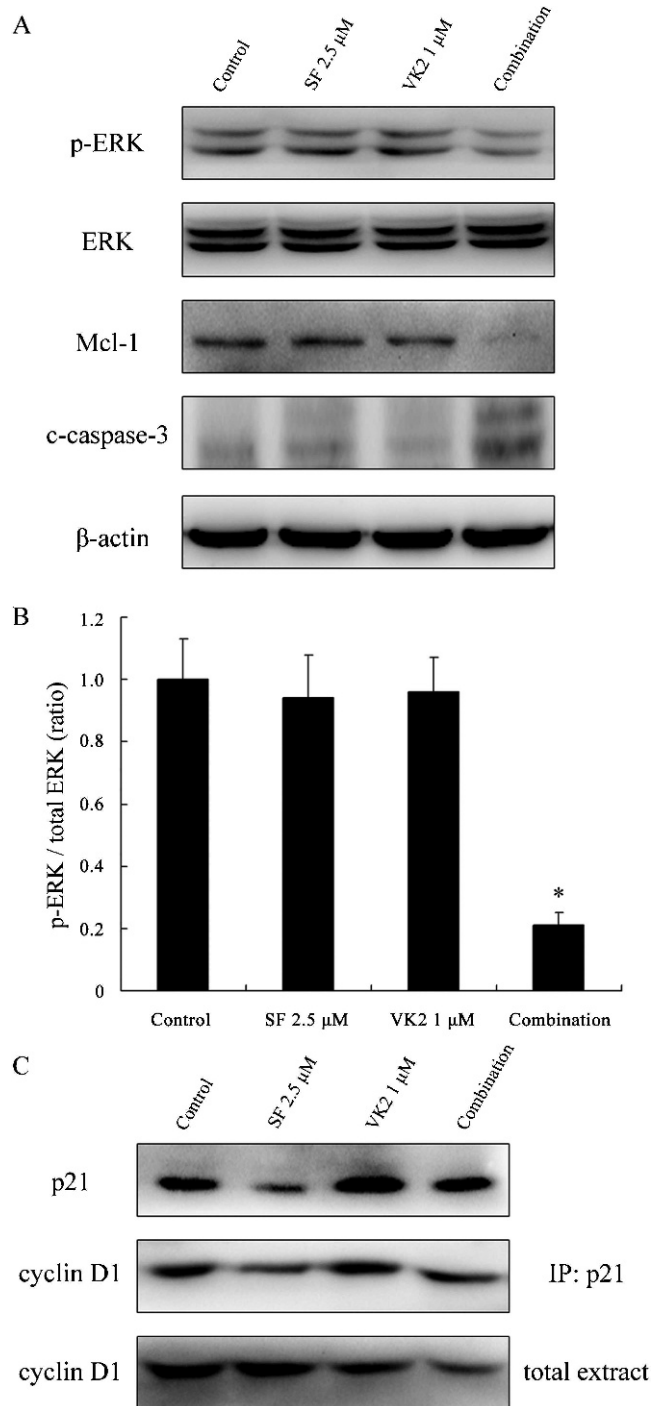 A
Control
SF 2.5 μM
VK2 1 μM
Combination
p-ERK
ERK
Mcl-1
c-caspase-3
β-actin
B
p-ERK / total ERK (ratio)
1.2
1.0
0.8
0.6
0.4
0.2
0
*
Control
SF 2.5 μM
VK2 1 μM
Combination
C
Control
SF 2.5 μM
VK2 1 μM
Combination
p21
cyclin D1
IP: p21
cyclin D1
total extract